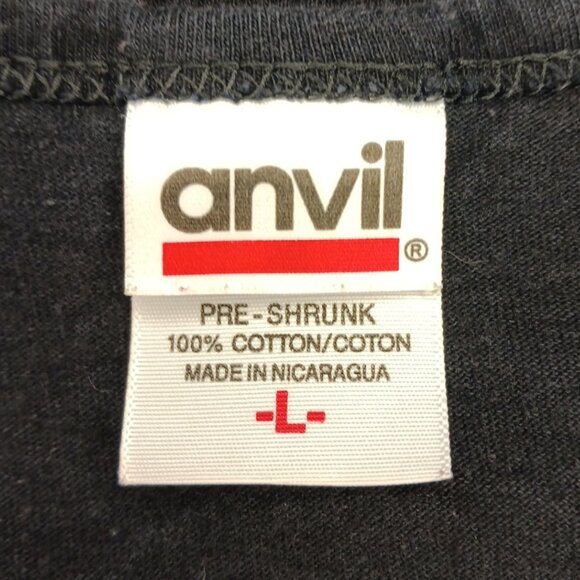 anvil®
PRE-SHRUNK
100% COTTON/COTON
MADE IN NICARAGUA
-L-